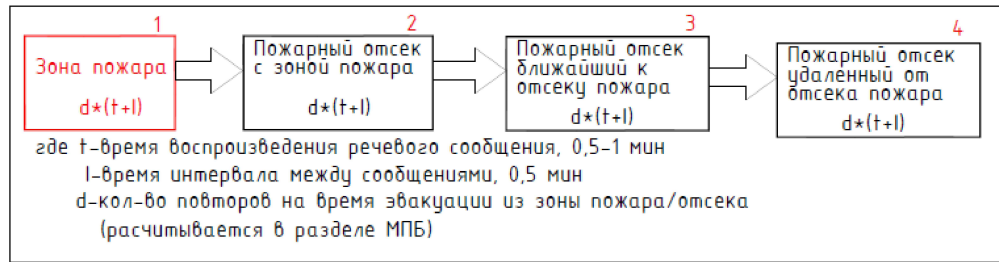 1
Зона пожара
d*(t+I)
2
Пожарный отсек
с зоной пожара
d*(t+I)
3
Пожарный отсек
ближайший к
отсеку пожара
d*(t+I)
4
Пожарный отсек
удалённый от
отсека пожара
d*(t+I)
где t-время воспроизведения речевого сообщения, 0,5-1 мин
I-время интервала между сообщениями, 0,5 мин
d-кол-во повторов на время эвакуации из зоны пожара/отсека
(расчитывается в разделе МПБ)